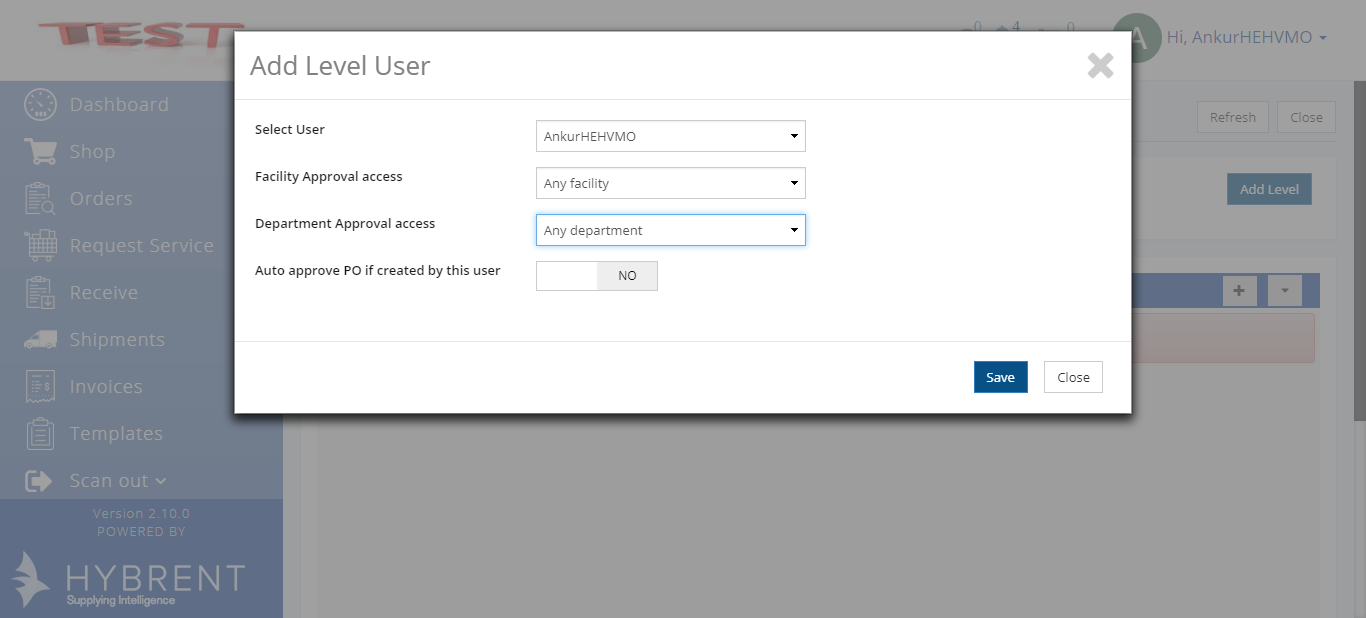 TEST
0
4
0
A
Hi, AnkurHEHVMO
Add Level User
Select User
AnkurHEHVMO
Facility Approval access
Any facility
Department Approval access
Any department
Auto approve PO if created by this user
NO
Save
Close
Refresh
Close
Add Level
Dashboard
Shop
Orders
Request Service
Receive
Shipments
Invoices
Templates
Scan out
Version 2.10.0
POWERED BY
HYBRENT
Supplying Intelligence